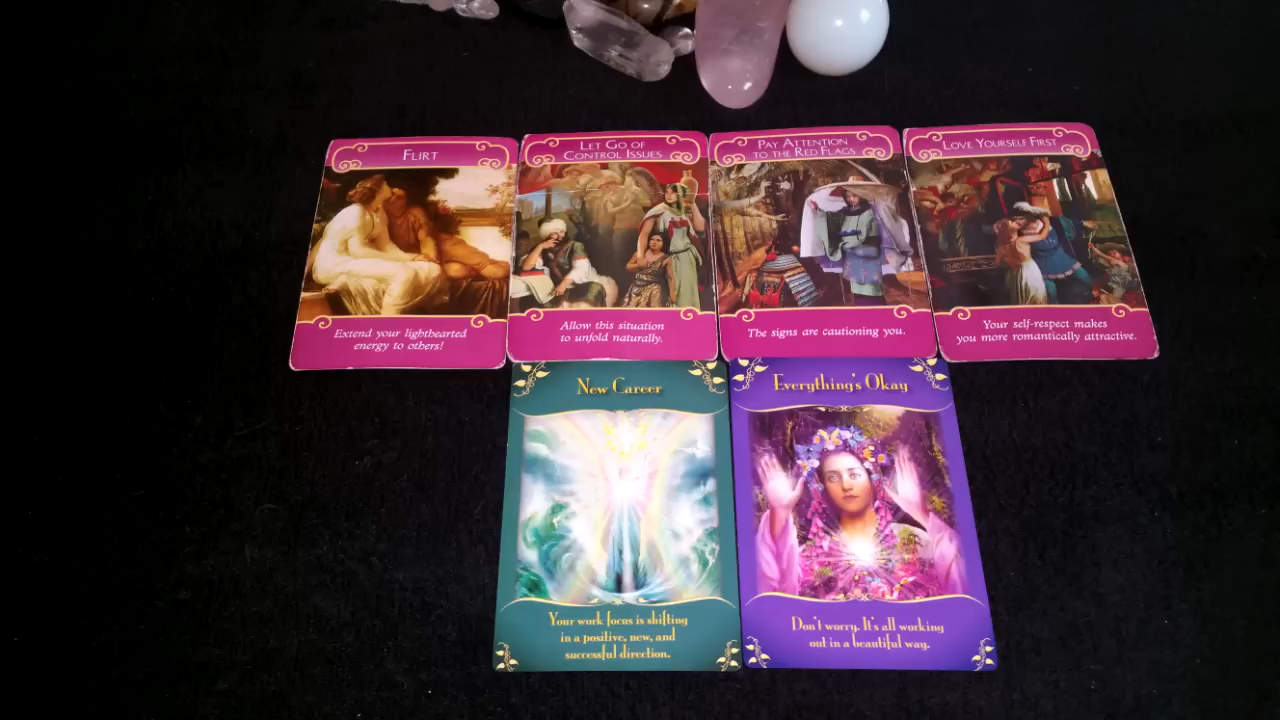 FLIRT
Extend your lighthearted
energy to others!
LET GO OF
CONTROL ISSUES
Allow this situation
to unfold naturally.
PAY ATTENTION
TO THE RED FLAGS
The signs are cautioning you.
LOVE YOURSELF FIRST
Your self-respect makes
you more romantically attractive.
New Career
Your work focus is shifting
in a positive, new, and
successful direction.
Everything's Okay
Don't worry. It's all working
out in a beautiful way.